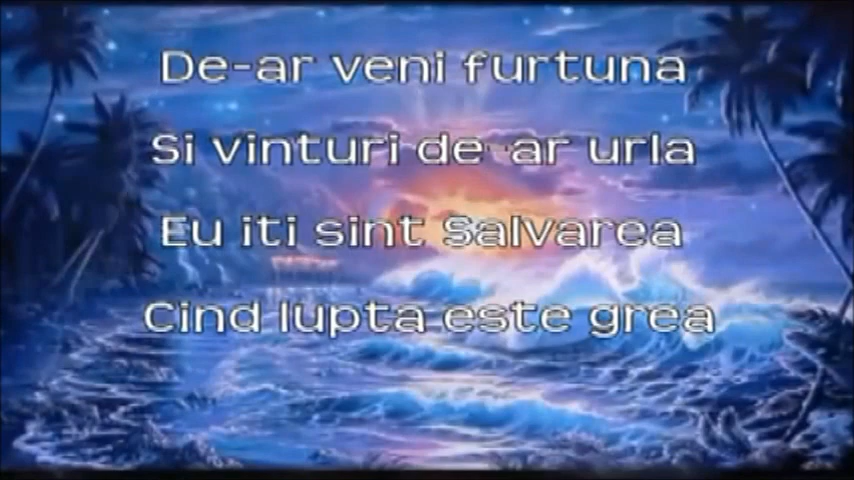 De-ar veni furtuna
Si vinturi de-ar urla
Eu iti sint Salvarea
Cind lupta este grea